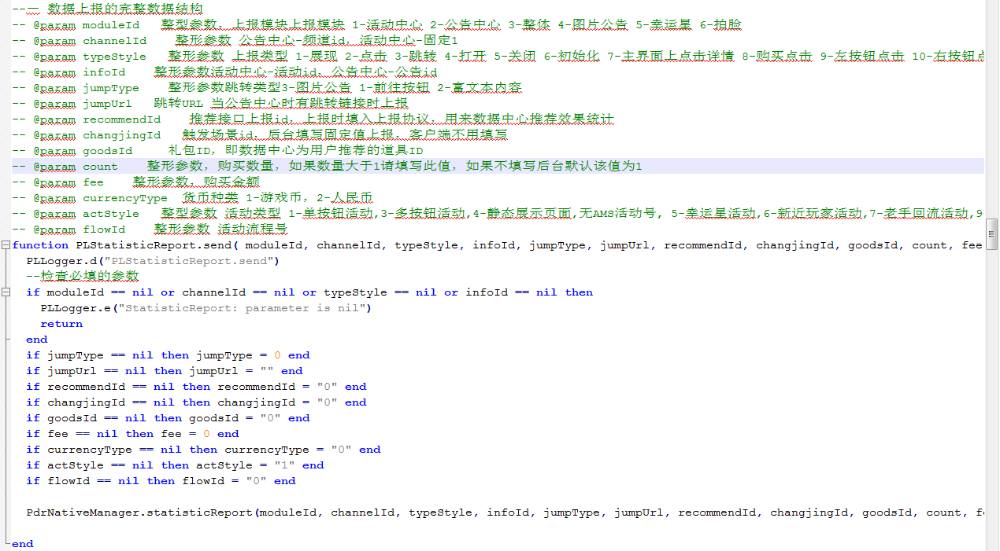 --一 数据上报的完整数据结构
-- @param moduleId 整型参数，上报模块上报模块 1-活动中心 2-公告中心 3-整体 4-图片公告 5-幸运星 6-拍脸
-- @param channelId 整形参数 公告中心-频道id，活动中心-固定1
-- @param typeStyle 整形参数 上报类型 1-展现 2-点击 3-跳转 4-打开 5-关闭 6-初始化 7-主界面上点击详情 8-购买点击 9-左按钮点击 10-右按钮点
-- @param infoId 整形参数活动中心-活动id，公告中心-公告id
-- @param jumpType 整形参数跳转类型3-图片公告 1-前往按钮 2-富文本内容
-- @param jumpUrl 跳转URL 当公告中心时有跳转链接时上报
-- @param recommendId 推荐接口上报id，上报时填入上报协议，用来数据中心推荐效果统计
-- @param changjingId 触发场景id，后台填写固定值上报，客户端不用填写
-- @param goodsId 礼包ID，即数据中心为用户推荐的道具ID
-- @param count 整形参数，购买数量，如果数量大于1请填写此值，如果不填写后台默认该值为1
-- @param fee 整形参数，购买金额
-- @param currencyType 货币种类 1-游戏币，2-人民币
-- @param actStyle 整型参数 活动类型 1-单按钮活动,3-多按钮活动,4-静态展示页面,无AMS活动号, 5-幸运星活动,6-新近玩家活动,7-老手回流活动,9-
-- @param flowId 整形参数 活动流程号
function PLStatisticReport.send( moduleId, channelId, typeStyle, infoId, jumpType, jumpUrl, recommendId, changjingId, goodsId, count, fee
PLLogger.d("PLStatisticReport.send")
--检查必填的参数
if moduleId == nil or channelId == nil or typeStyle == nil or infoId == nil then
PLLogger.e("StatisticReport: parameter is nil")
return
end
if jumpType == nil then jumpType = 0 end
if jumpUrl == nil then jumpUrl = "" end
if recommendId == nil then recommendId = "0" end
if changjingId == nil then changjingId = "0" end
if goodsId == nil then goodsId = "0" end
if fee == nil then fee = 0 end
if currencyType == nil then currencyType = "0" end
if actStyle == nil then actStyle = "1" end
if flowId == nil then flowId = "0" end
PdrNativeManager.statisticReport(moduleId, channelId, typeStyle, infoId, jumpType, jumpUrl, recommendId, changjingId, goodsId, count,
end